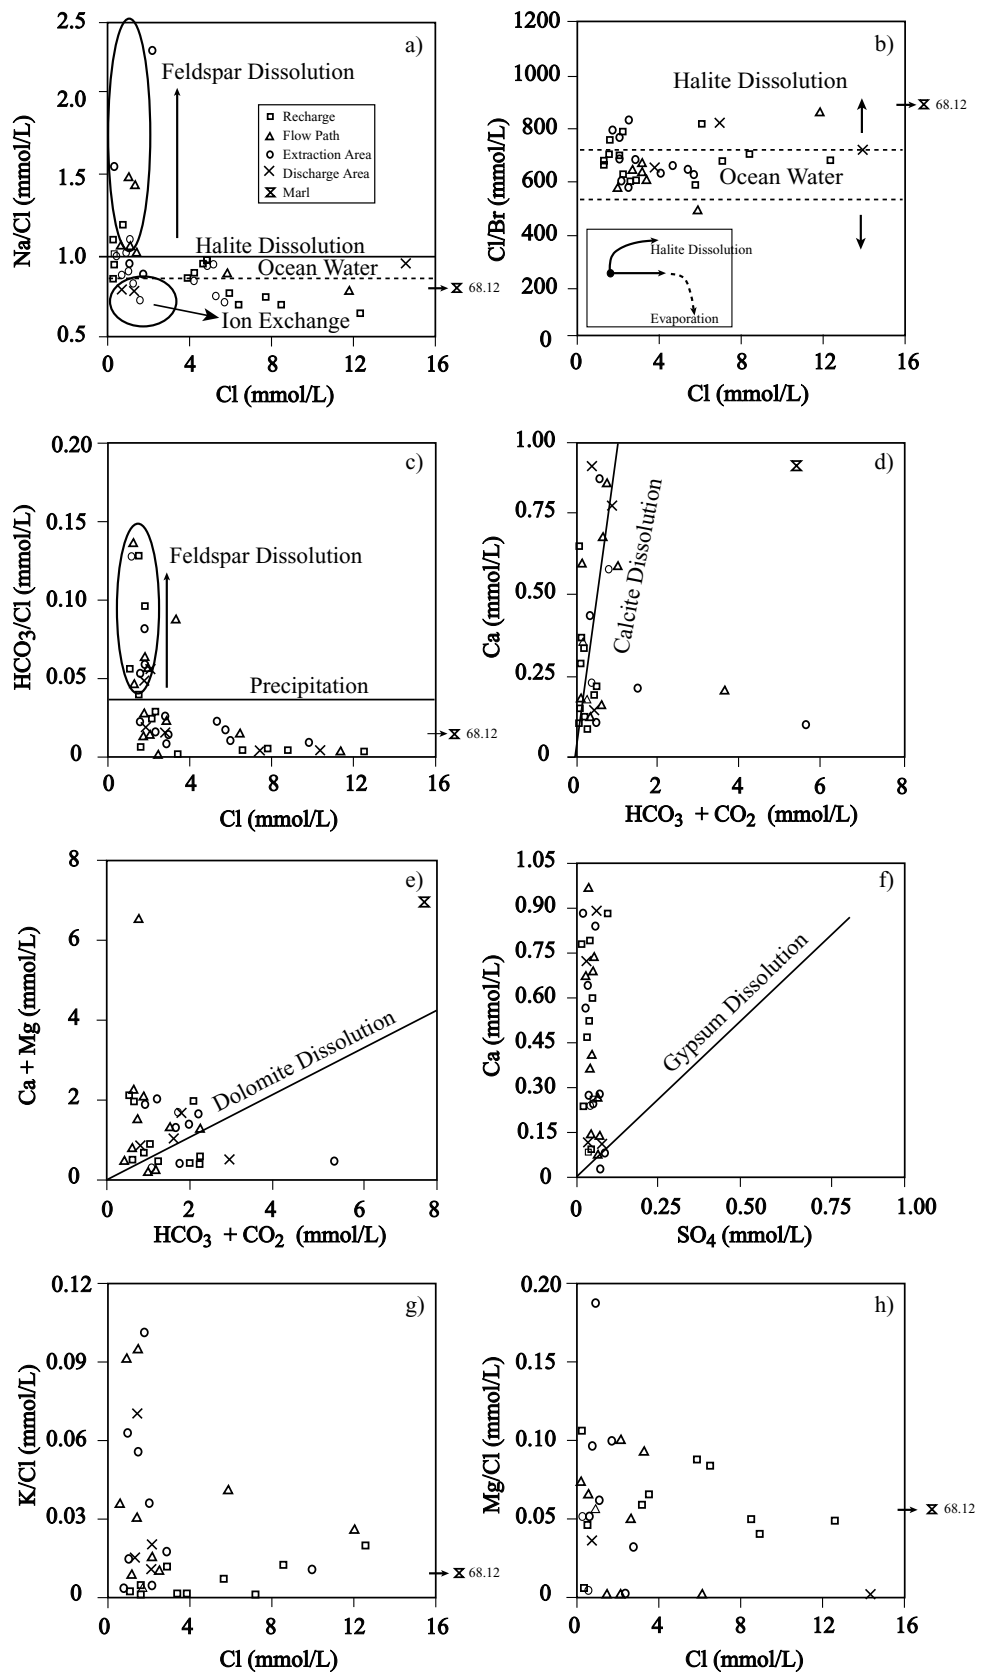 a)
2.5
2.0
1.5
1.0
0.5
Na/Cl (mmol/L)
Feldspar Dissolution
Recharge
Flow Path
Extraction Area
Discharge Area
Marl
Halite Dissolution
Ocean Water
68.12
Ion Exchange
0 4 8 12 16
Cl (mmol/L)
b)
1200
1000
800
600
400
200
0
Cl/Br (mmol/L)
Halite Dissolution
68.12
Ocean Water
Halite Dissolution
Evaporation
0 4 8 12 16
Cl (mmol/L)
c)
0.20
0.15
0.10
0.05
0
HCO3/Cl (mmol/L)
Feldspar Dissolution
Precipitation
68.12
0 4 8 12 16
Cl (mmol/L)
d)
1.00
0.75
0.50
0.25
0
Ca (mmol/L)
Calcite Dissolution
0 2 4 6 8
HCO3 + CO2 (mmol/L)
e)
8
6
4
2
0
Ca + Mg (mmol/L)
Dolomite Dissolution
0 2 4 6 8
HCO3 + CO2 (mmol/L)
f)
1.05
0.90
0.75
0.60
0.45
0.30
0.15
0
Ca (mmol/L)
Gypsum Dissolution
0 0.25 0.50 0.75 1.00
SO4 (mmol/L)
g)
0.12
0.09
0.06
0.03
0
K/Cl (mmol/L)
68.12
0 4 8 12 16
Cl (mmol/L)
h)
0.20
0.15
0.10
0.05
0
Mg/Cl (mmol/L)
68.12
0 4 8 12 16
Cl (mmol/L)